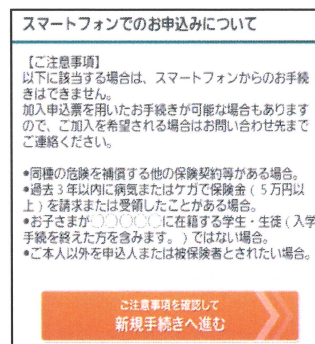 スマートフォンでのお申込みについて
【ご注意事項】
以下に該当する場合は、スマートフォンからのお手続
きはできません。
加入申込票を用いたお手続きが可能な場合もあります
ので、ご加入を希望される場合はお問い合わせ先まで
ご連絡ください。
●同種の危険を補償する他の保険契約等がある場合。
●過去３年以内に病気またはケガで保険金（５万円以
上）を請求または受領したことがある場合。
●お子さまが○○○○○に在籍する学生・生徒（入学
手続を終えた方を含みます。）ではない場合。
●ご本人以外を申込人または被保険者とされたい場合。
ご注意事項を確認して
新規手続きへ進む